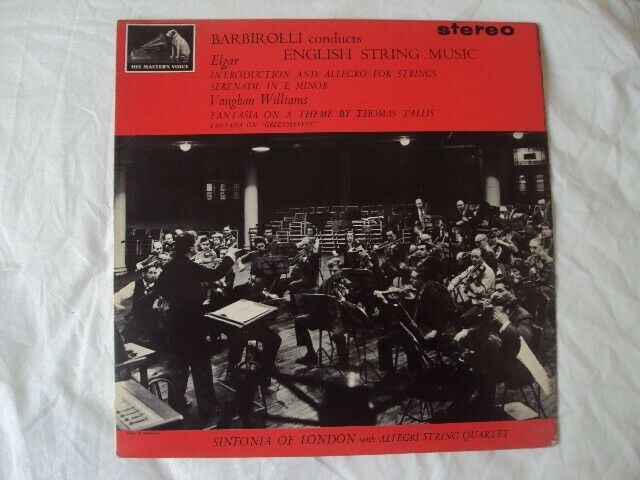 stereo
BARBIROLLI conducts
ENGLISH STRING MUSIC
HIS MASTER'S VOICE
Elgar
INTRODUCTION AND ALLEGRO FOR STRINGS
SERENADE IN E MINOR
Vaughan Williams
FANTASIA ON A THEME BY THOMAS TALLIS
FANTASIA ON "GREENSLEEVES"
SINFONIA OF LONDON with ALLEGRI STRING QUARTET